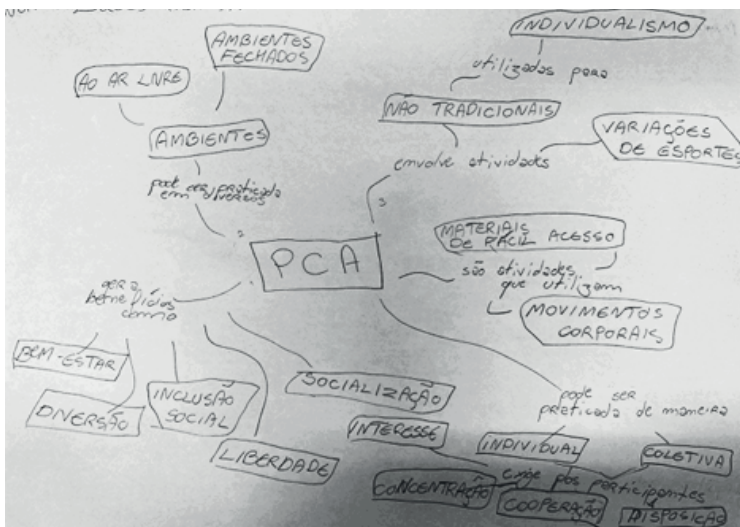 INDIVIDUALISMO
AMBIENTES
FECHADOS
AO AR LIVRE
utilizadas para
NÃO TRADICIONAIS
AMBIENTES
VARIAÇÕES
DE ESPORTES
envolve atividades
pode ser praticada
em diversos
MATERIAIS
DE FÁCIL ACESSO
PCA
são atividades
que utilizam
MOVIMENTOS
CORPORAIS
gera
benefícios
como
BEM-ESTAR
DIVERSÃO
INCLUSÃO
SOCIAL
LIBERDADE
SOCIALIZAÇÃO
pode ser
praticada de maneira
INTERESSE
INDIVIDUAL
COLETIVA
exige dos participantes
CONCENTRAÇÃO
COOPERAÇÃO
DISPOSIÇÃO